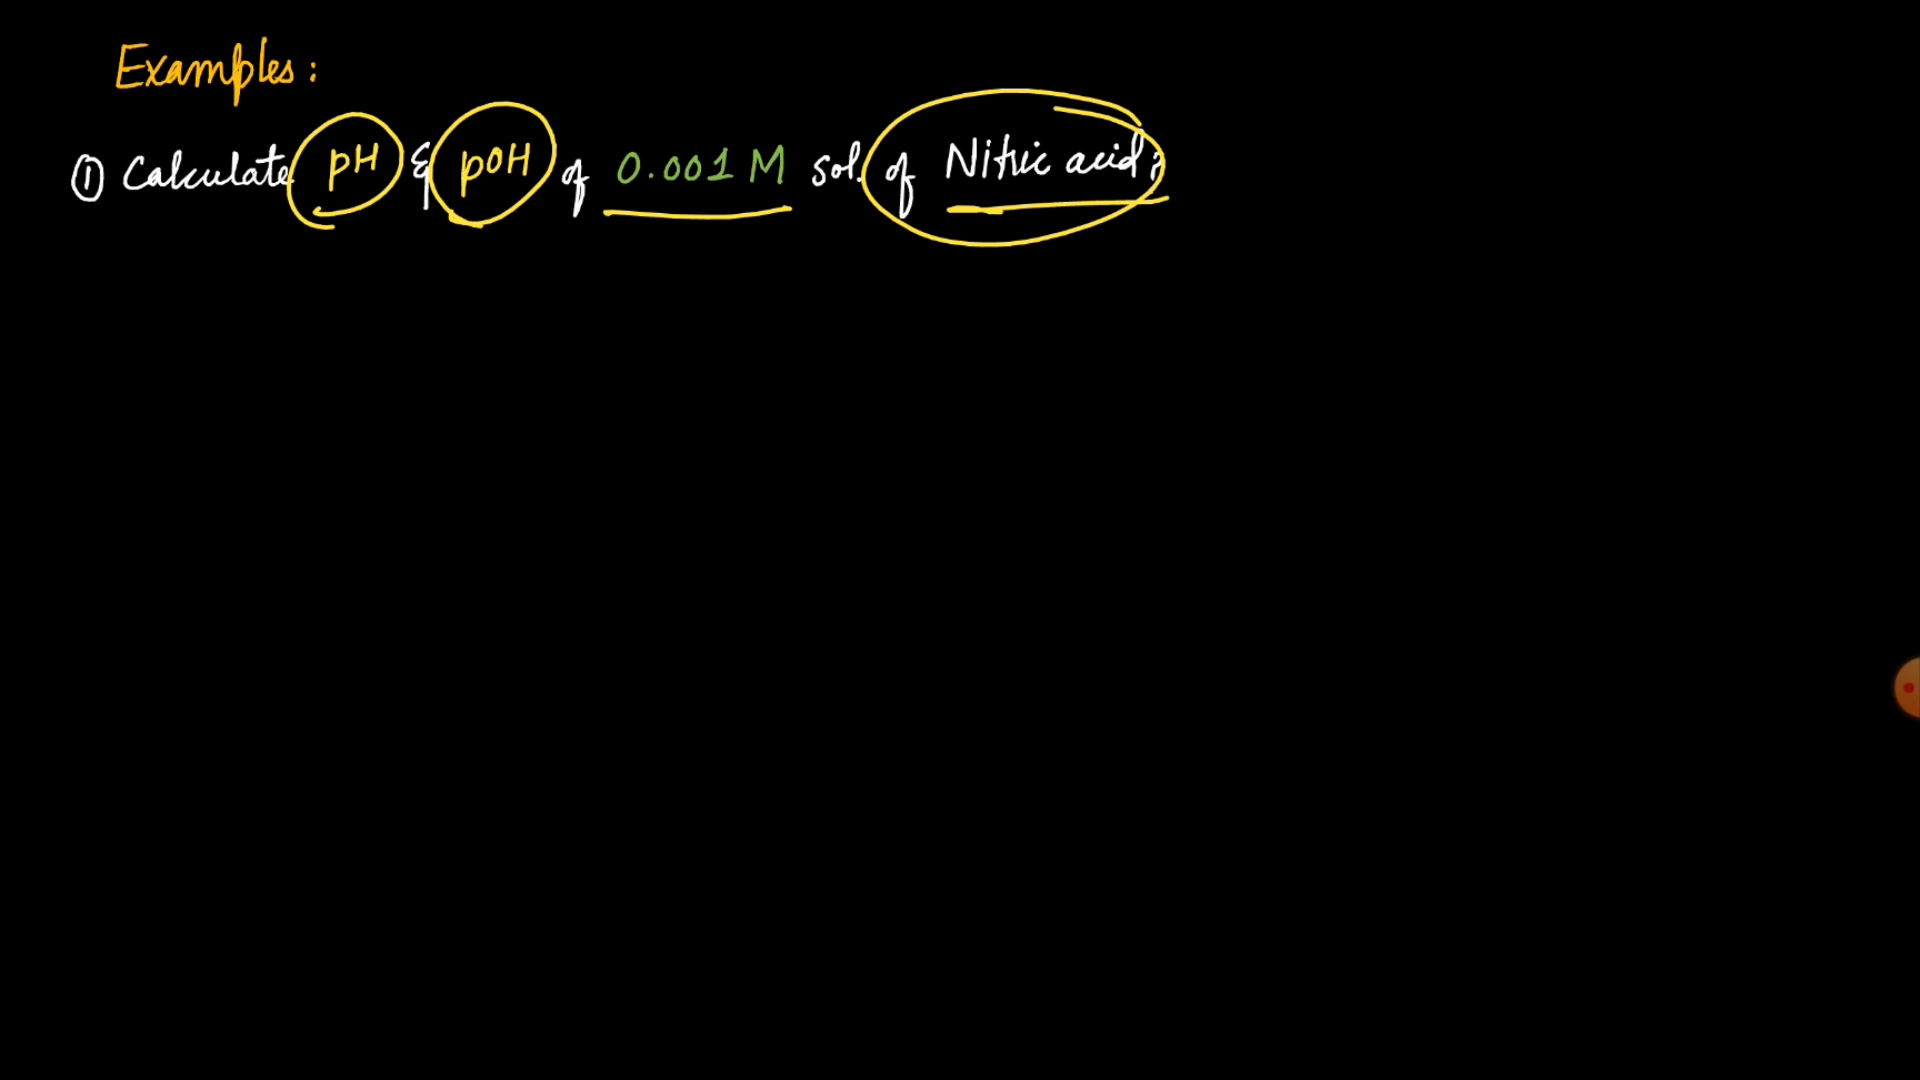 Examples:
① Calculate pH & pOH of 0.001 M sol. of Nitric acid?